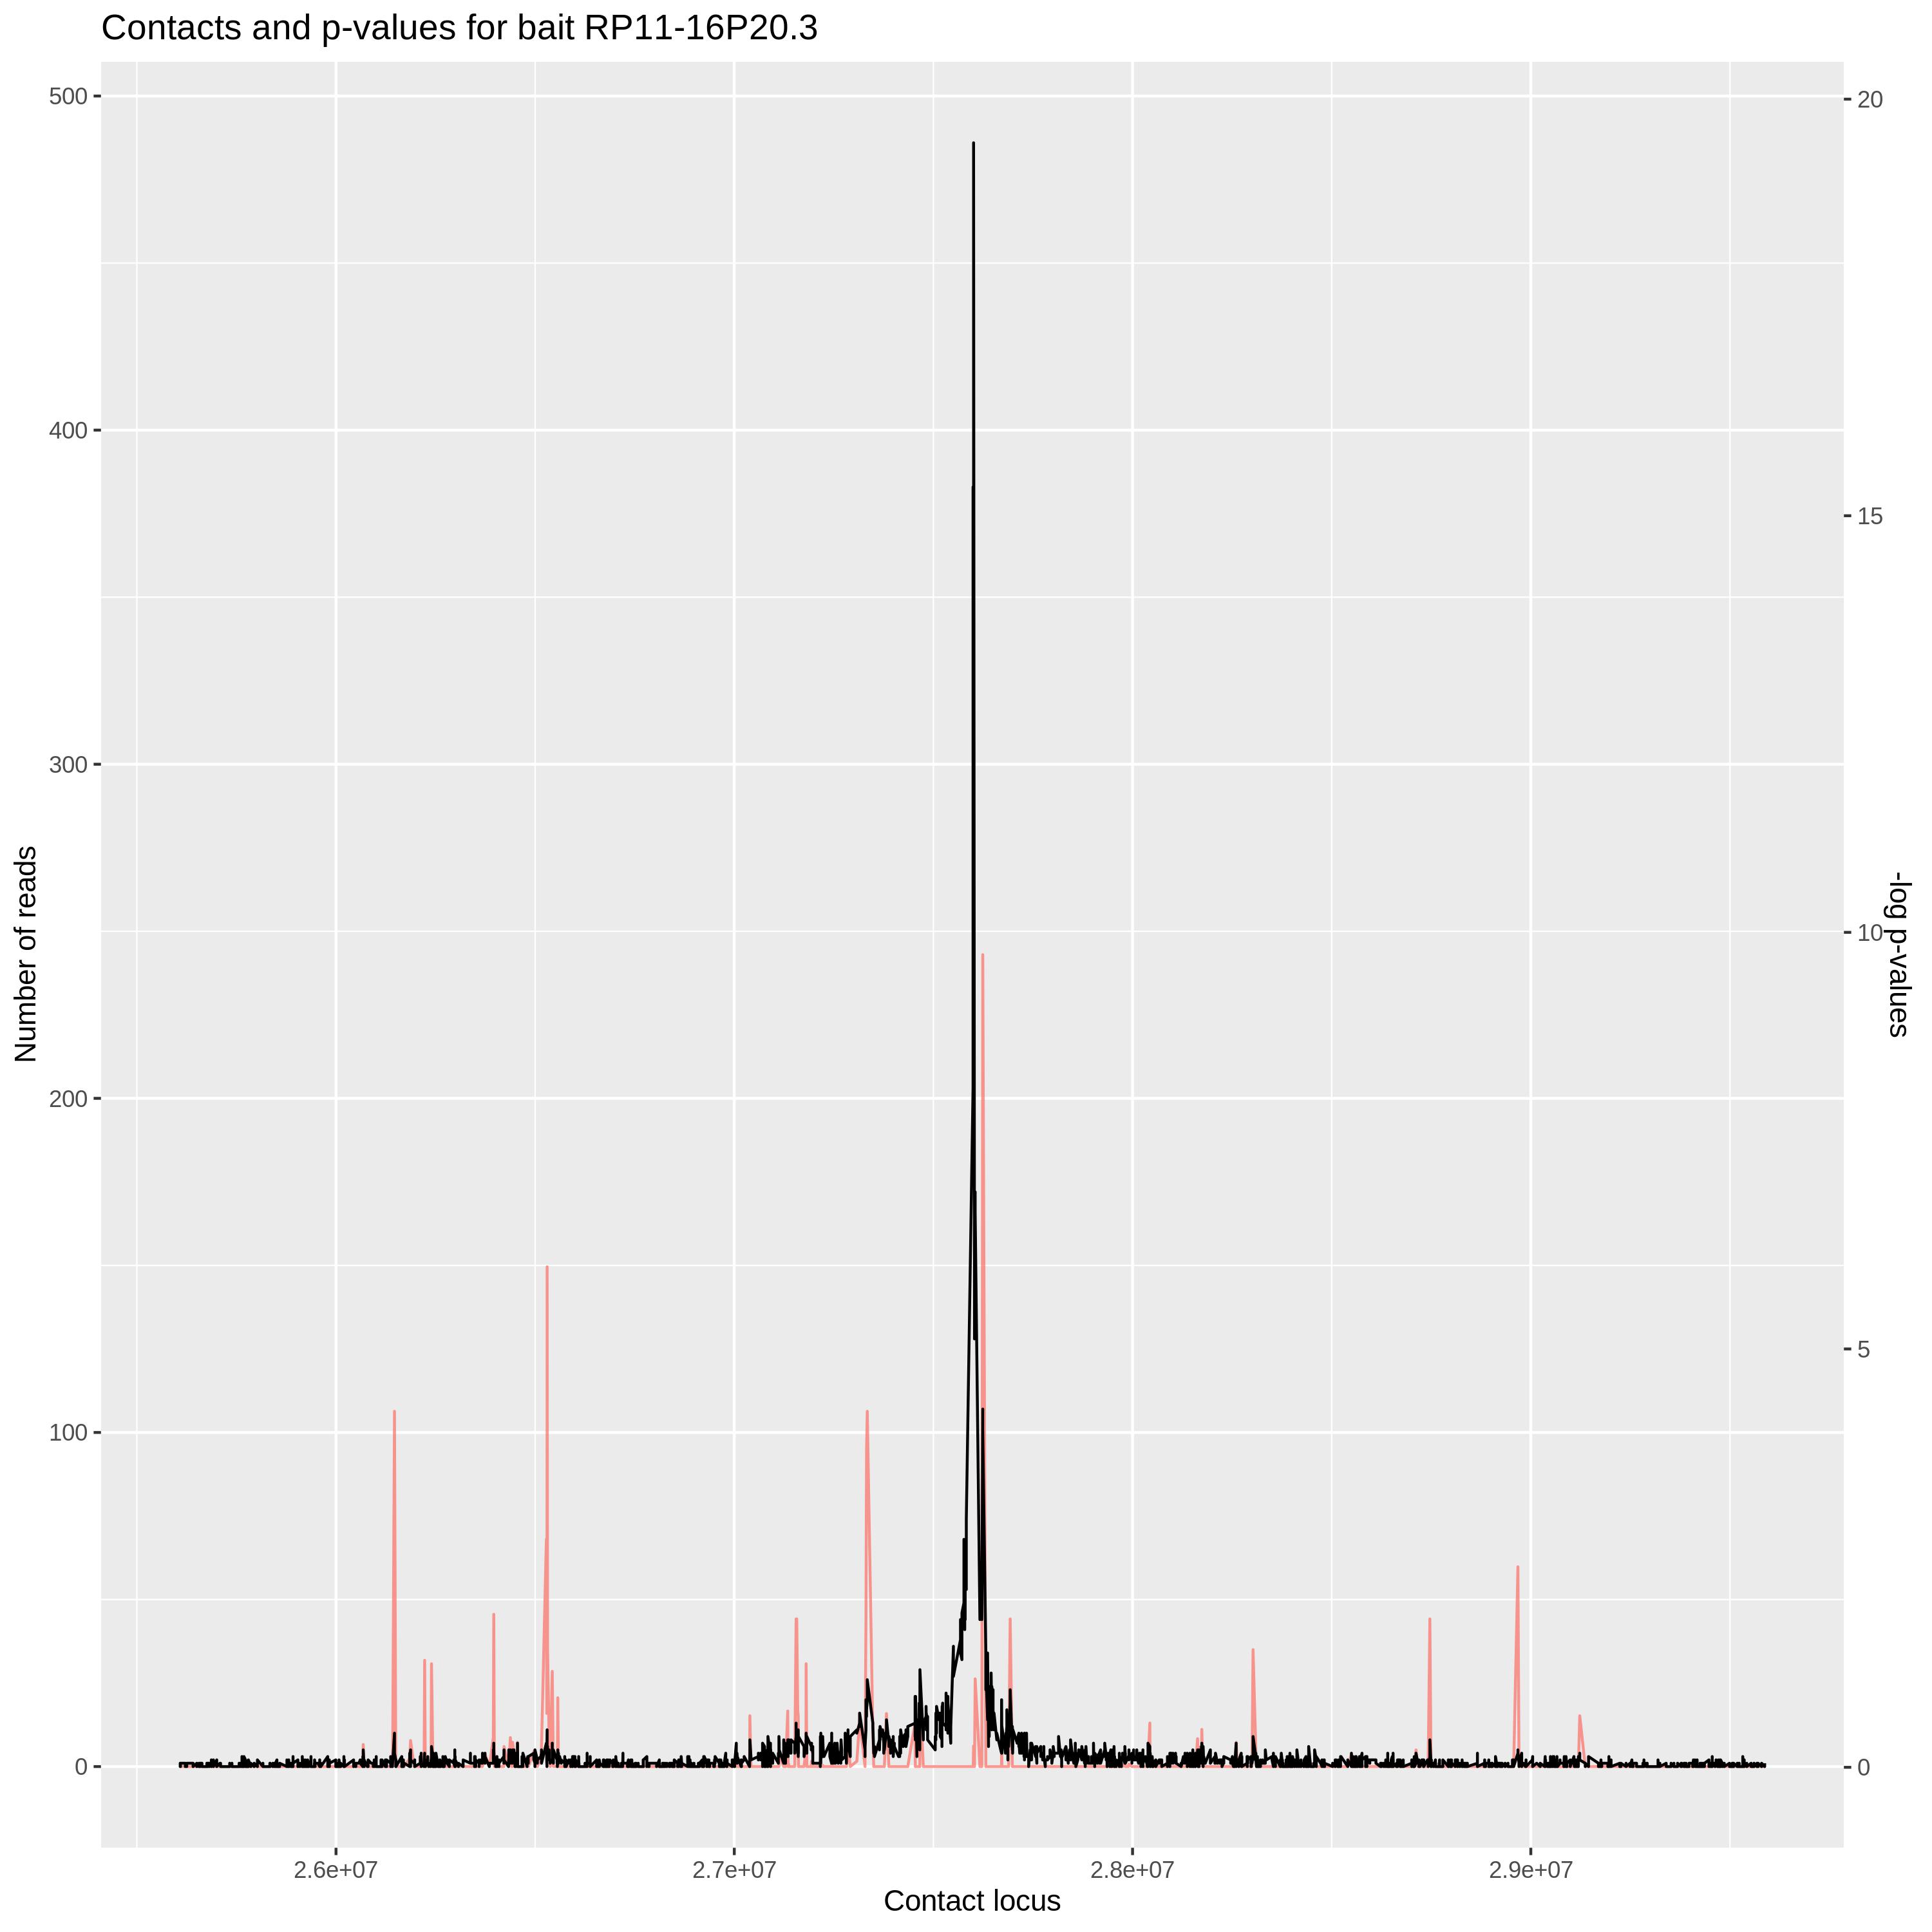 Contacts and p-values for bait RP11-16P20.3
500
400
300
200
100
0
Number of reads
20
15
10
5
0
-log p-values
2.6e+07
2.7e+07
2.8e+07
2.9e+07
Contact locus